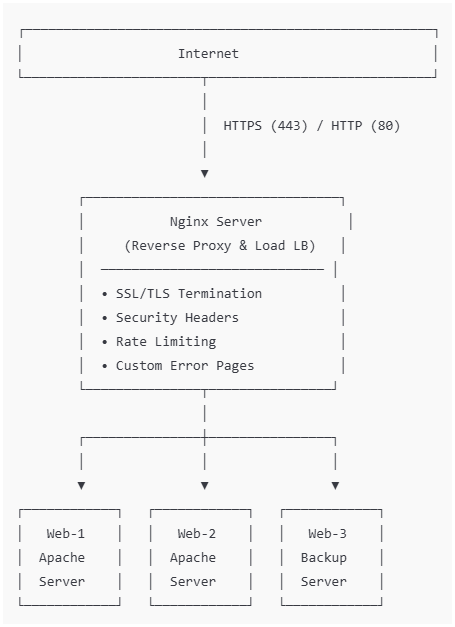 Internet
HTTPS (443) / HTTP (80)
Nginx Server
(Reverse Proxy & Load LB)
• SSL/TLS Termination
• Security Headers
• Rate Limiting
• Custom Error Pages
Web-1 Web-2 Web-3
Apache Apache Backup
Server Server Server